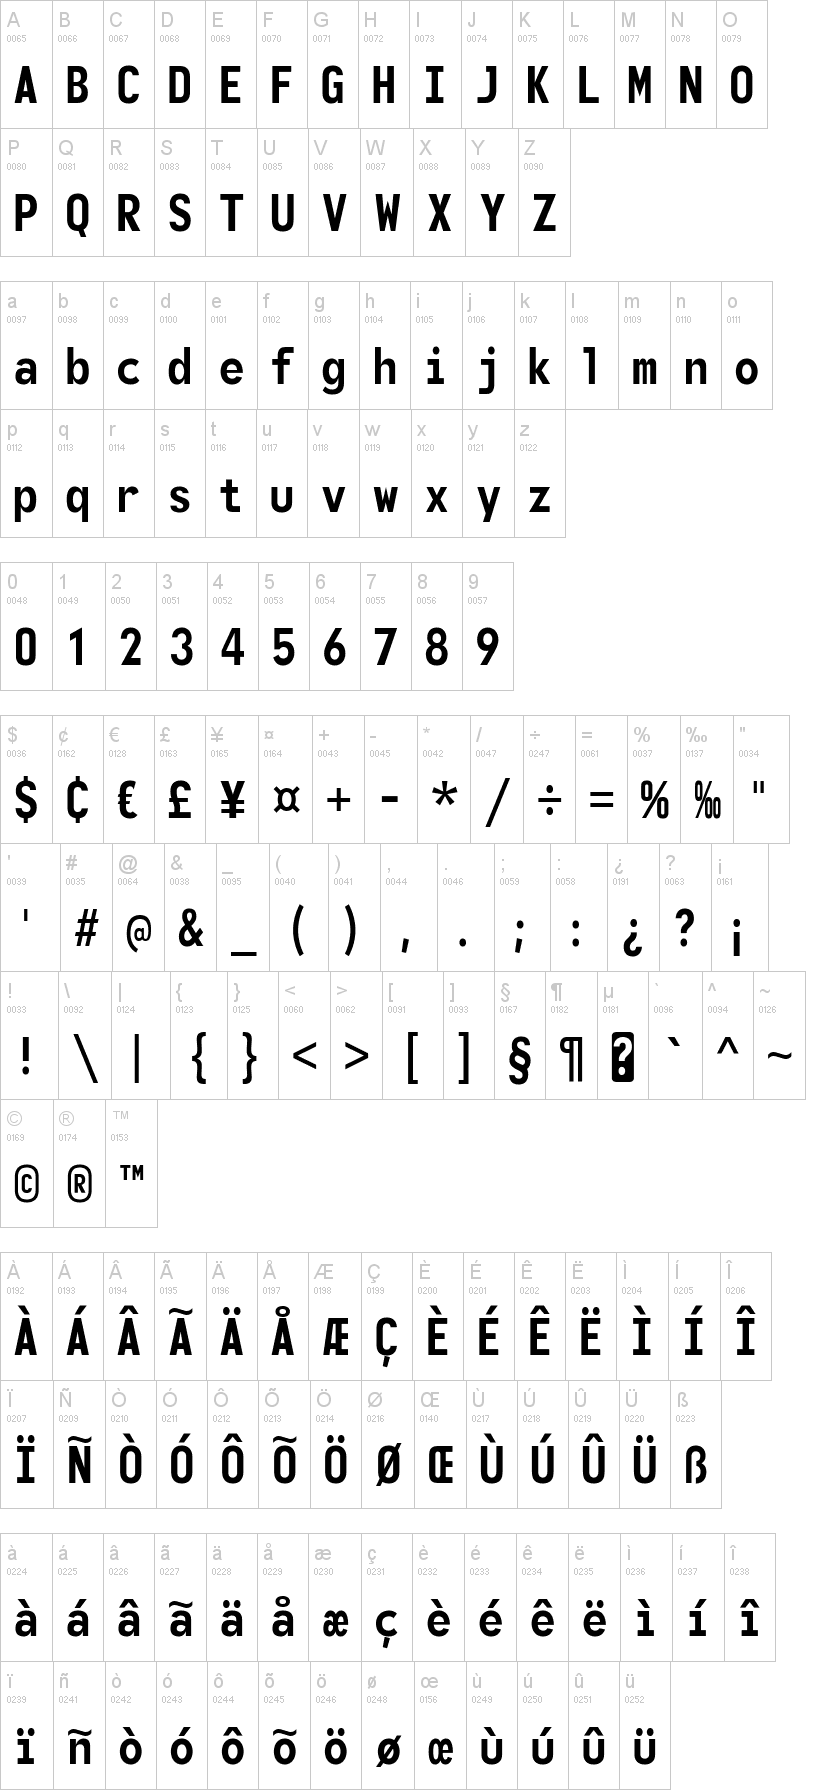 A B C D E F G H I J K L M N O
0065 0066 0067 0068 0069 0070 0071 0072 0073 0074 0075 0076 0077 0078 0079
A B C D E F G H I J K L M N O
P Q R S T U V W X Y Z
0080 0081 0082 0083 0084 0085 0086 0087 0088 0089 0090
P Q R S T U V W X Y Z
a b c d e f g h i j k l m n o
0097 0098 0099 0100 0101 0102 0103 0104 0105 0106 0107 0108 0109 0110 0111
a b c d e f g h i j k l m n o
p q r s t u v w x y z
0112 0113 0114 0115 0116 0117 0118 0119 0120 0121 0122
p q r s t u v w x y z
0 1 2 3 4 5 6 7 8 9
0048 0049 0050 0051 0052 0053 0054 0055 0056 0057
0 1 2 3 4 5 6 7 8 9
$ ¢ € £ ¥ ¤ + - * / ÷ = % ‰ "
0036 0162 0128 0163 0165 0164 0043 0045 0042 0047 0247 0061 0037 0137 0034
$ ¢ € £ ¥ ¤ + - * / ÷ = % ‰ "
' # @ & _ ( ) , . ; : ¿ ? ¡
0039 0035 0064 0038 0095 0040 0041 0044 0046 0059 0058 0191 0063 0161
' # @ & _ ( ) , . ; : ¿ ? ¡
! \ | { } < > [ ] § ¶ µ ` ^ ~
0033 0092 0124 0123 0125 0060 0062 0091 0093 0167 0182 0181 0096 0094 0126
! \ | { } < > [ ] § ¶ ? ` ^ ~
© ® ™
0169 0174 0153
© ® ™
À Á Â Ã Ä Å Æ Ç È É Ê Ë Ì Í Î
0192 0193 0194 0195 0196 0197 0198 0199 0200 0201 0202 0203 0204 0205 0206
À Á Â Ã Ä Å Æ Ç È É Ê Ë Ì Í Î
Ï Ñ Ò Ó Ô Õ Ö Ø Œ Ù Ú Û Ü ß
0207 0209 0210 0211 0212 0213 0214 0216 0140 0217 0218 0219 0220 0223
Ï Ñ Ò Ó Ô Õ Ö Ø Œ Ù Ú Û Ü ß
à á â ã ä å æ ç è é ê ë ì í î
0224 0225 0226 0227 0228 0229 0230 0231 0232 0233 0234 0235 0236 0237 0238
à á â ã ä å æ ç è é ê ë ì í î
ï ñ ò ó ô õ ö ø œ ù ú û ü
0239 0241 0242 0243 0244 0245 0246 0248 0156 0249 0250 0251 0252
ï ñ ò ó ô õ ö ø œ ù ú û ü